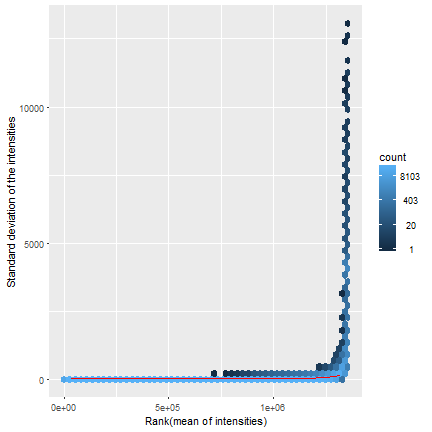 10000
5000
0
0e+00
5e+05
1e+06
Rank(mean of intensities)
Standard deviation of the intensities
count
8103
403
20
1